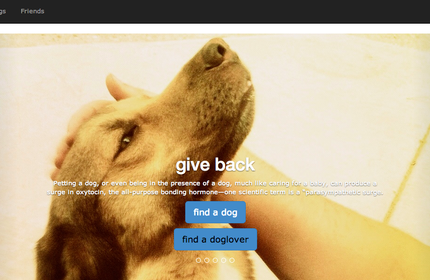 gs Friends
give back
Petting a dog, or even being in the presence of a dog, much like caring for a baby, can produce a
surge in oxytocin, the all-purpose bonding hormone—one scientific term is a "parasympathetic surge.
find a dog
find a doglover